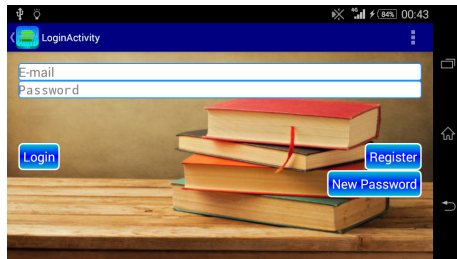 4G 84% 00:43
LoginActivity
E-mail
Password
Login
Register
New Password